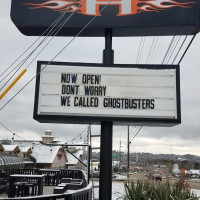 H
NOW OPEN!
DONT WORRY
WE CALLED GHOSTBUSTERS